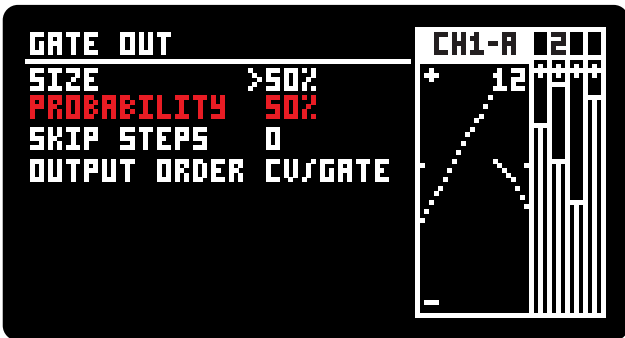 GATE OUT
SIZE >50%
PROBABILITY 50%
SKIP STEPS 0
OUTPUT ORDER CV/GATE
CH1-A 2
+ 12
-